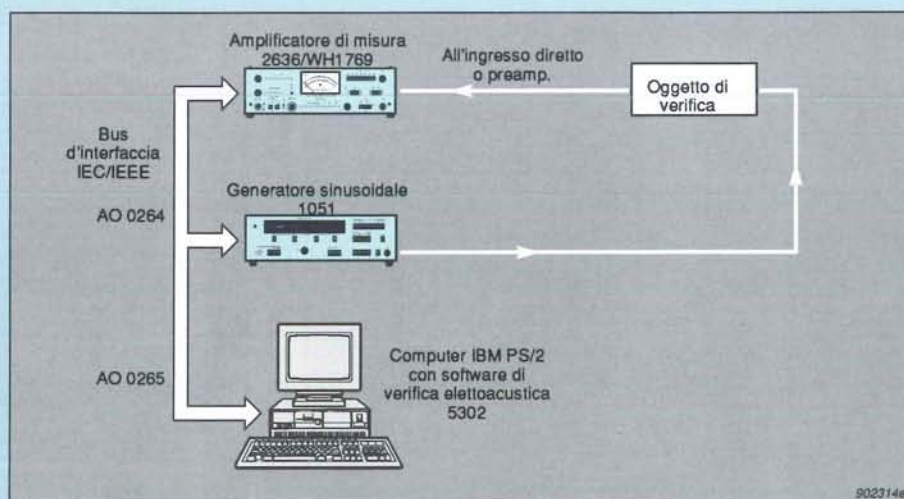 Amplificatore di misura
2636/WH1769
All'ingresso diretto
o preamp.
Oggetto di
verifica
Bus
d'interfaccia
IEC/IEEE
AO 0264
Generatore sinusoidale
1051
AO 0265
Computer IBM PS/2
con software di
verifica elettoacustica
5302
902314e